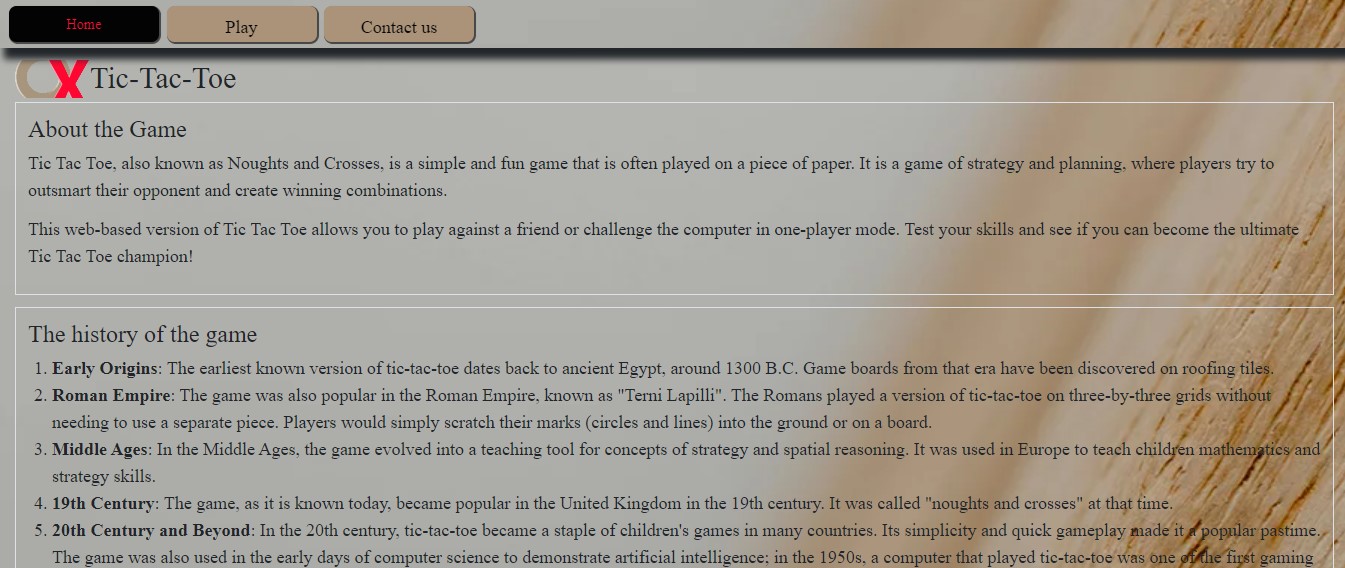 Home
Play
Contact us
OX Tic-Tac-Toe
About the Game
Tic Tac Toe, also known as Noughts and Crosses, is a simple and fun game that is often played on a piece of paper. It is a game of strategy and planning, where players try to
outsmart their opponent and create winning combinations.
This web-based version of Tic Tac Toe allows you to play against a friend or challenge the computer in one-player mode. Test your skills and see if you can become the ultimate
Tic Tac Toe champion!
The history of the game
1. Early Origins: The earliest known version of tic-tac-toe dates back to ancient Egypt, around 1300 B.C. Game boards from that era have been discovered on roofing tiles.
2. Roman Empire: The game was also popular in the Roman Empire, known as "Terni Lapilli". The Romans played a version of tic-tac-toe on three-by-three grids without
needing to use a separate piece. Players would simply scratch their marks (circles and lines) into the ground or on a board.
3. Middle Ages: In the Middle Ages, the game evolved into a teaching tool for concepts of strategy and spatial reasoning. It was used in Europe to teach children mathematics and
strategy skills.
4. 19th Century: The game, as it is known today, became popular in the United Kingdom in the 19th century. It was called "noughts and crosses" at that time.
5. 20th Century and Beyond: In the 20th century, tic-tac-toe became a staple of children's games in many countries. Its simplicity and quick gameplay made it a popular pastime.
The game was also used in the early days of computer science to demonstrate artificial intelligence; in the 1950s, a computer that played tic-tac-toe was one of the first gaming